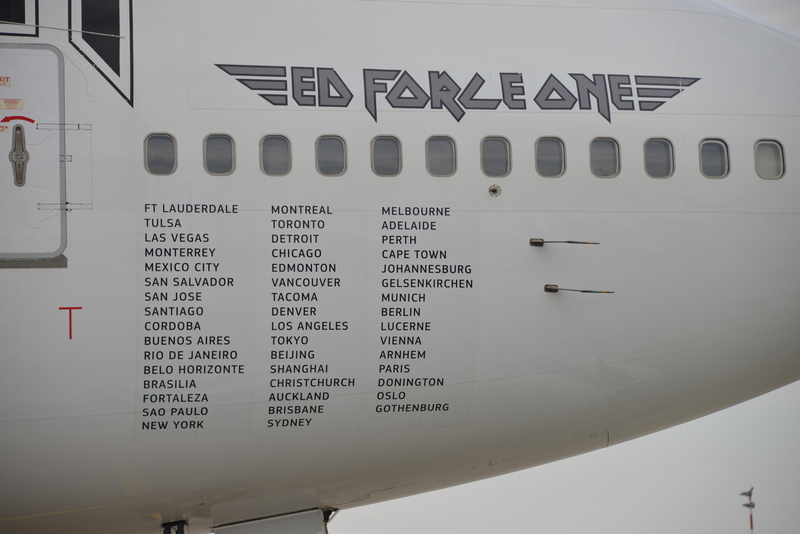 ED FORCE ONE
FT LAUDERDALE
TULSA
LAS VEGAS
MONTERREY
MEXICO CITY
SAN SALVADOR
SAN JOSE
SANTIAGO
CORDOBA
BUENOS AIRES
RIO DE JANEIRO
BELO HORIZONTE
BRASILIA
FORTALEZA
SAO PAULO
NEW YORK
MONTREAL
TORONTO
DETROIT
CHICAGO
EDMONTON
VANCOUVER
TACOMA
DENVER
LOS ANGELES
TOKYO
BEIJING
SHANGHAI
CHRISTCHURCH
AUCKLAND
BRISBANE
SYDNEY
MELBOURNE
ADELAIDE
PERTH
CAPE TOWN
JOHANNESBURG
GELSENKIRCHEN
MUNICH
BERLIN
LUCERNE
VIENNA
ARNHEM
PARIS
DONINGTON
OSLO
GOTHENBURG
T